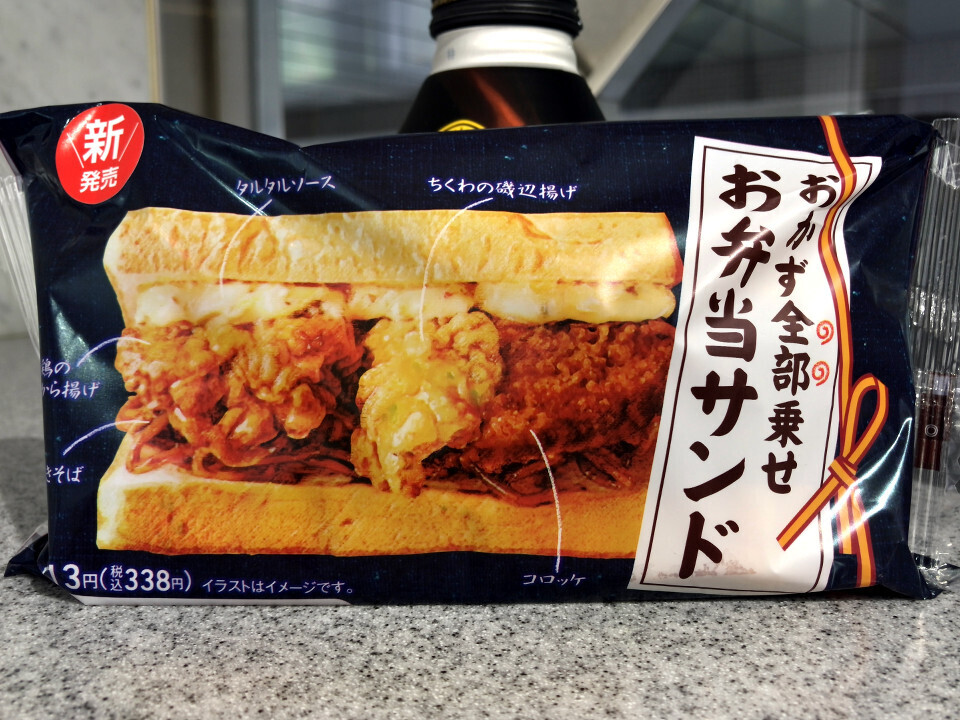 新
発売
タルタルソース
ちくわの磯辺揚げ
おかず全部乗せ
お弁当サンド
鶏の
から揚げ
きそば
コロッケ
13円(税込338円)
イラストはイメージです。